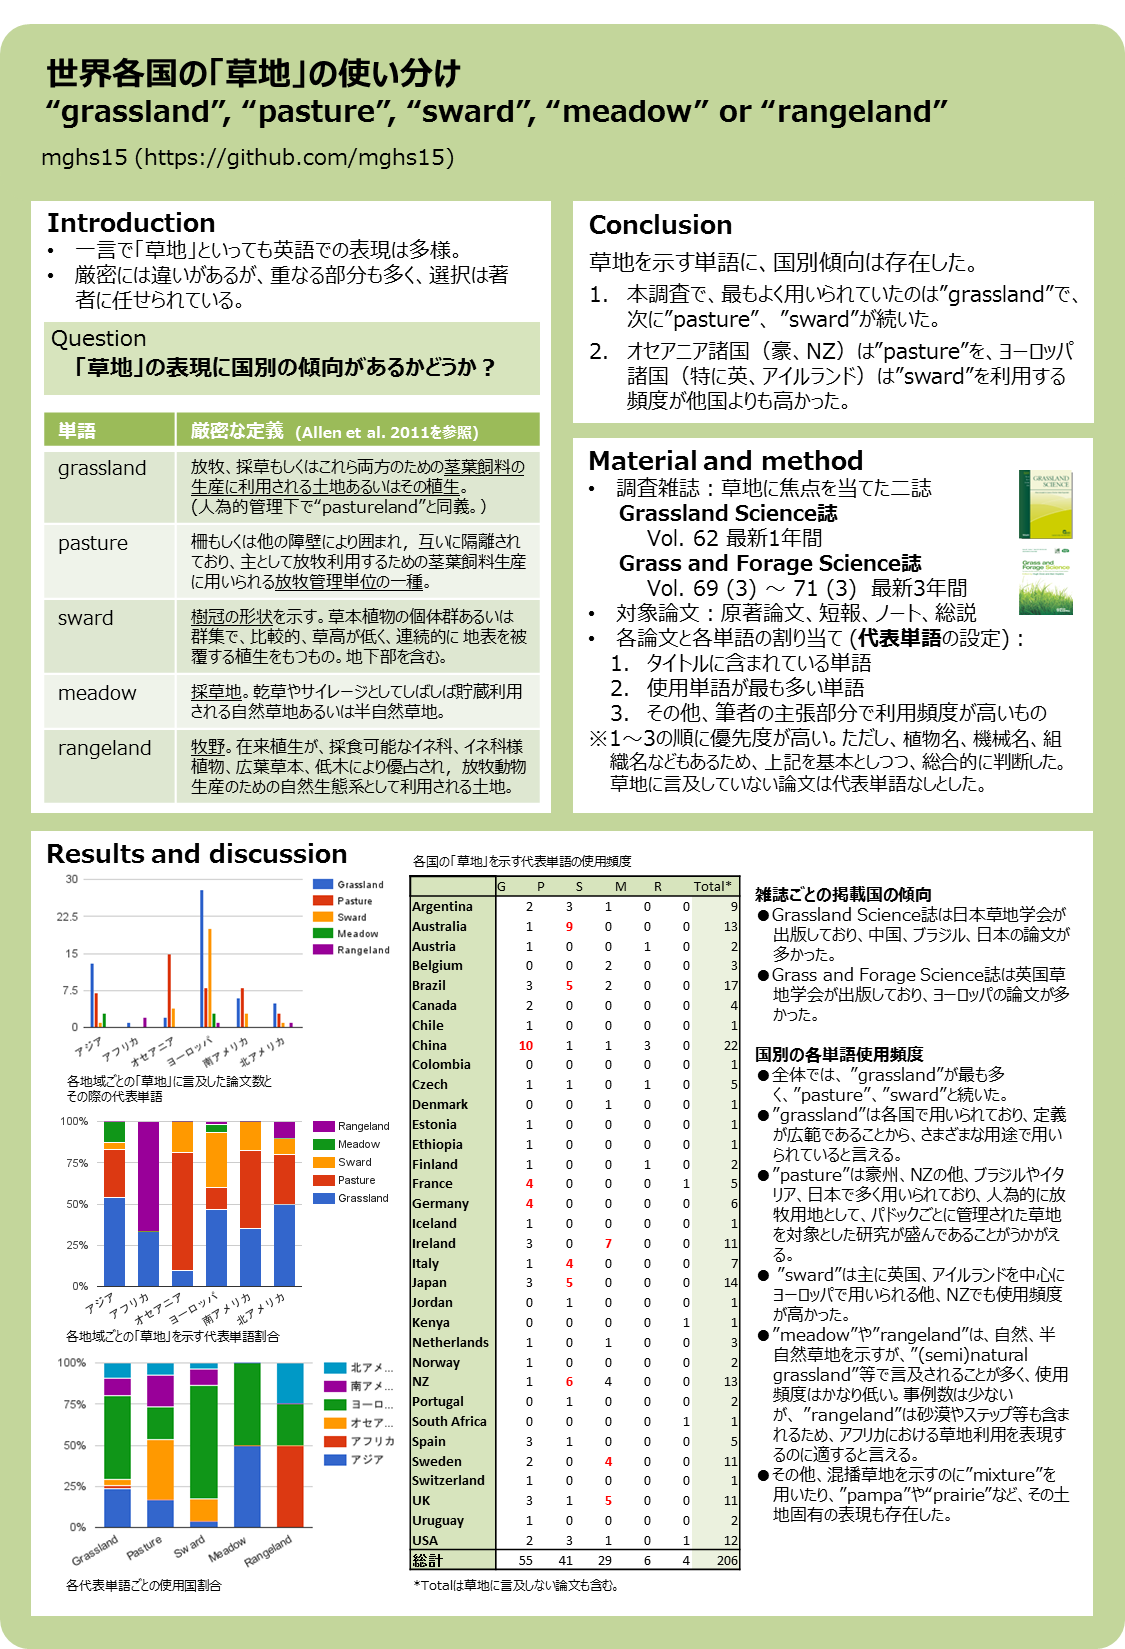 世界各国の｢草地｣の使い分け
“grassland”, “pasture”, “sward”, “meadow” or “rangeland”
mghs15 (https://github.com/mghs15)
Introduction
• 一言で｢草地｣といっても英語での表現は多様。
• 厳密には違いがあるが、重なる部分も多く、選択は著
者に任せられている。
Question
｢草地｣の表現に国別の傾向があるかどうか？
単語 厳密な定義 (Allen et al. 2011を参照)
grassland 放牧、採草もしくはこれら両方のための茎葉飼料の
生産に利用される土地あるいはその植生。
(人為的管理下で“pastureland”と同義。)
pasture 柵もしくは他の障壁により囲まれ，互いに隔離され
ており、主として放牧利用するための茎葉飼料生産
に用いられる放牧管理単位の一種。
sward 樹冠の形状を示す。草本植物の個体群あるいは
群集で、比較的、草高が低く、連続的に 地表を被
覆する植生をもつもの。地下部を含む。
meadow 採草地。乾草やサイレージとしてしばしば貯蔵利用
される自然草地あるいは半自然草地。
rangeland 牧野。在来植生が、採食可能なイネ科、イネ科様
植物、広葉草本、低木により優占され，放牧動物
生産のための自然生態系として利用される土地。
Conclusion
草地を示す単語に、国別傾向は存在した。
1. 本調査で、最もよく用いられていたのは”grassland”で、
次に”pasture”、”sward”が続いた。
2. オセアニア諸国（豪、NZ）は”pasture”を、ヨーロッパ
諸国（特に英、アイルランド）は”sward”を利用する
頻度が他国よりも高かった。
Material and method
• 調査雑誌：草地に焦点を当てた二誌
Grassland Science誌
Vol. 62 最新1年間
Grass and Forage Science誌
Vol. 69 (3) ～ 71 (3) 最新3年間
• 対象論文：原著論文、短報、ノート、総説
• 各論文と各単語の割り当て (代表単語の設定)：
1. タイトルに含まれている単語
2. 使用単語が最も多い単語
3. その他、筆者の主張部分で利用頻度が高いもの
※1～3の順に優先度が高い。ただし、植物名、機械名、組
織名などもあるため、上記を基本としつつ、総合的に判断した。
草地に言及していない論文は代表単語なしとした。
GRASSLAND
SCIENCE
Grass and
Forage Science
Results and discussion
30
22.5
15
7.5
0
アジア アフリカ オセアニア ヨーロッパ 南アメリカ 北アメリカ
Grassland
Pasture
Sward
Meadow
Rangeland
各地域ごとの｢草地｣に言及した論文数と
その際の代表単語
100%
75%
50%
25%
0%
アジア アフリカ オセアニア ヨーロッパ 南アメリカ 北アメリカ
Rangeland
Meadow
Sward
Pasture
Grassland
各地域ごとの｢草地｣を示す代表単語割合
100%
75%
50%
25%
0%
Grassland Pasture Sward Meadow Rangeland
北アメ...
南アメ...
ヨーロ...
オセア...
アフリカ
アジア
各代表単語ごとの使用国割合
各国の｢草地｣を示す代表単語の使用頻度
G P S M R Total*
Argentina 2 3 1 0 0 9
Australia 1 9 0 0 0 13
Austria 1 0 0 1 0 2
Belgium 0 0 2 0 0 3
Brazil 3 5 2 0 0 17
Canada 2 0 0 0 0 4
Chile 1 0 0 0 0 1
China 10 1 1 3 0 22
Colombia 0 0 0 0 0 1
Czech 1 1 0 1 0 5
Denmark 0 0 1 0 0 1
Estonia 1 0 0 0 0 1
Ethiopia 1 0 0 0 0 1
Finland 1 0 0 1 0 2
France 4 0 0 0 1 5
Germany 4 0 0 0 0 6
Iceland 1 0 0 0 0 1
Ireland 3 0 7 0 0 11
Italy 1 4 0 0 0 7
Japan 3 5 0 0 0 14
Jordan 0 1 0 0 0 1
Kenya 0 0 0 0 1 1
Netherlands 1 0 1 0 0 3
Norway 1 0 0 0 0 2
NZ 1 6 4 0 0 13
Portugal 0 1 0 0 0 2
South Africa 0 0 0 0 1 1
Spain 3 1 0 0 0 5
Sweden 2 0 4 0 0 11
Switzerland 1 0 0 0 0 1
UK 3 1 5 0 0 11
Uruguay 1 0 0 0 0 2
USA 2 3 1 0 1 12
総計 55 41 29 6 4 206
*Totalは草地に言及しない論文も含む。
雑誌ごとの掲載国の傾向
●Grassland Science誌は日本草地学会が
出版しており、中国、ブラジル、日本の論文が
多かった。
●Grass and Forage Science誌は英国草
地学会が出版しており、ヨーロッパの論文が多
かった。
国別の各単語使用頻度
●全体では、”grassland”が最も多
く、”pasture”、”sward”と続いた。
●”grassland”は各国で用いられており、定義
が広範であることから、さまざまな用途で用い
られていると言える。
●”pasture”は豪州、NZの他、ブラジルやイタ
リア、日本で多く用いられており、人為的に放
牧用地として、パドックごとに管理された草地
を対象とした研究が盛んであることがうかがえ
る。
● ”sward”は主に英国、アイルランドを中心に
ヨーロッパで用いられる他、NZでも使用頻度
が高かった。
●”meadow”や”rangeland”は、自然、半
自然草地を示すが、”(semi)natural
grassland”等で言及されることが多く、使用
頻度はかなり低い。事例数は少ない
が、”rangeland”は砂漠やステップ等も含ま
れるため、アフリカにおける草地利用を表現す
るのに適すると言える。
●その他、混播草地を示すのに”mixture”を
用いたり、”pampa”や“prairie”など、その土
地固有の表現も存在した。